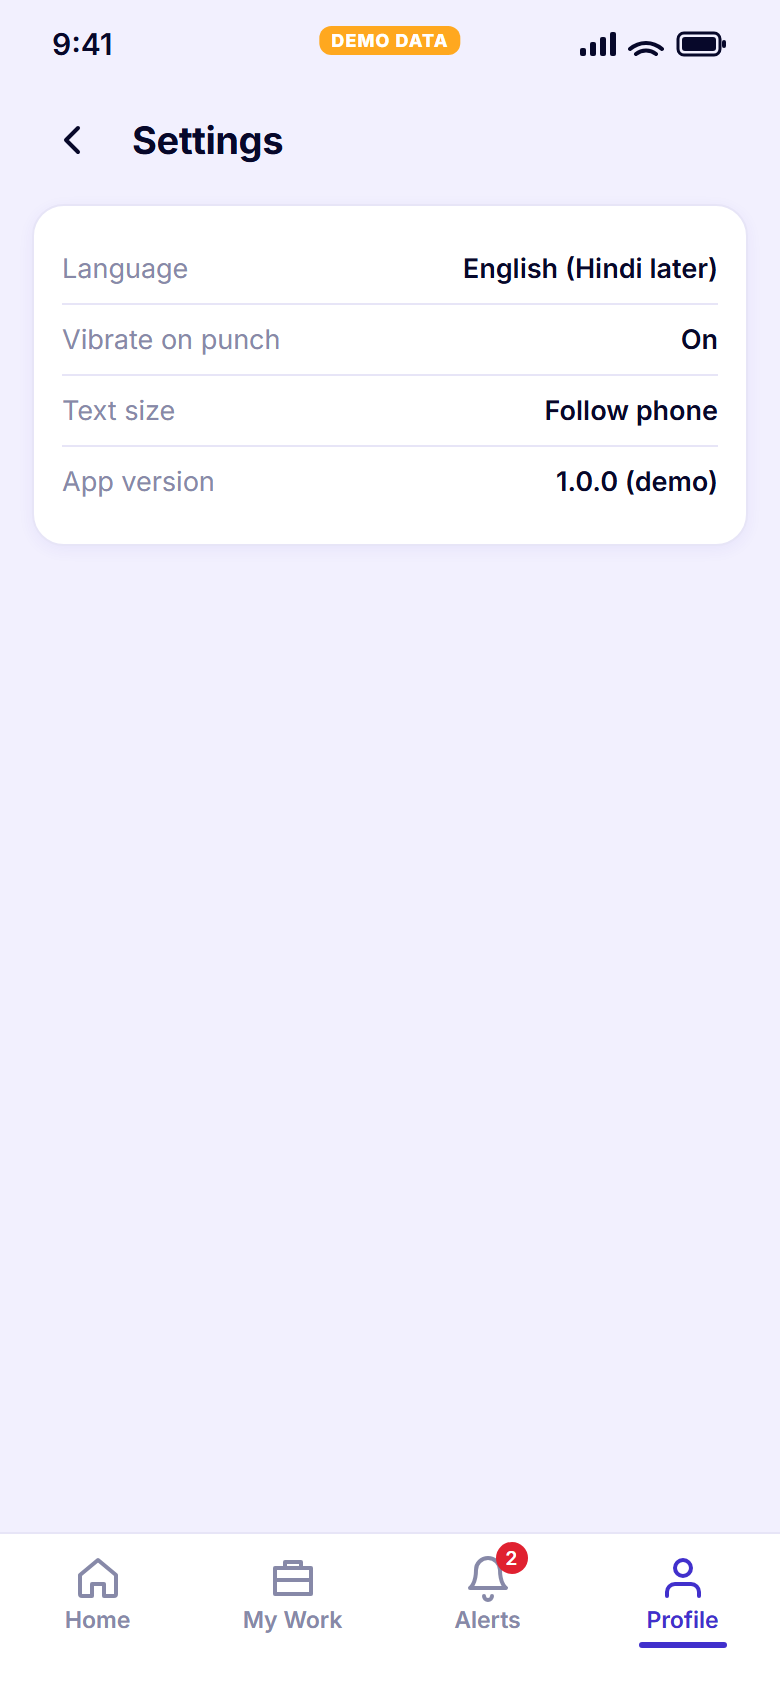 9:41
DEMO DATA
Settings
Language English (Hindi later)
Vibrate on punch On
Text size Follow phone
App version 1.0.0 (demo)
2
Home My Work Alerts Profile